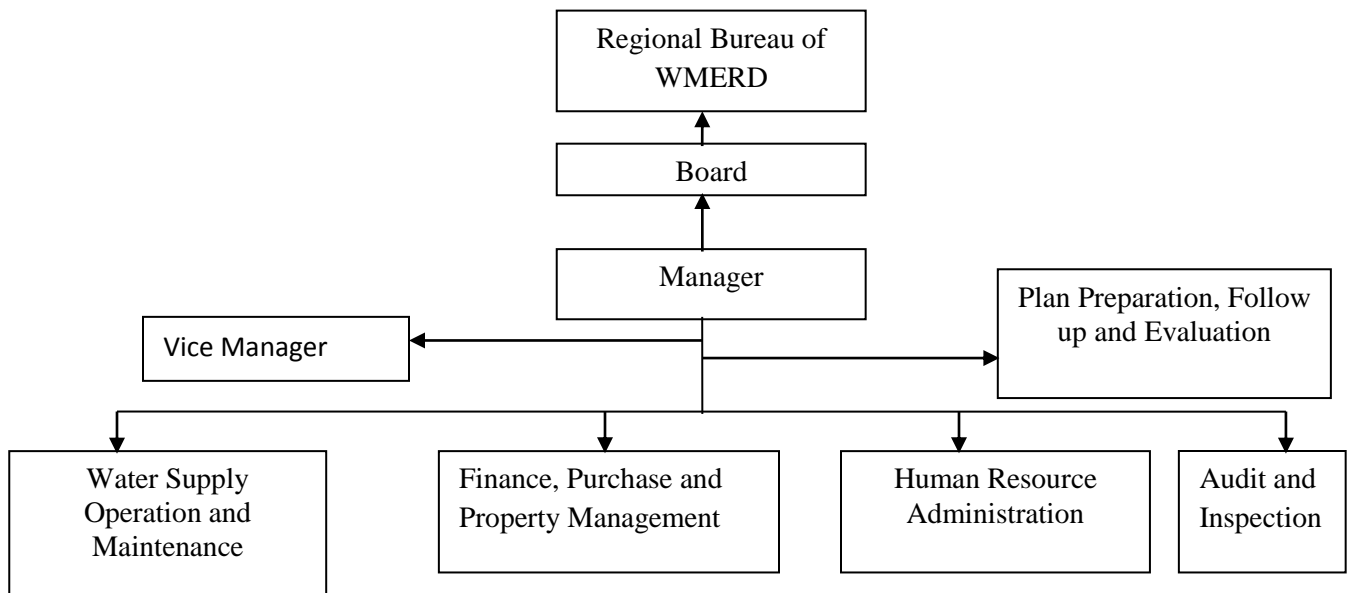 Regional Bureau of
WMERD
Board
Manager
Plan Preparation, Follow
up and Evaluation
Vice Manager
Water Supply
Operation and
Maintenance
Finance, Purchase and
Property Management
Human Resource
Administration
Audit and
Inspection